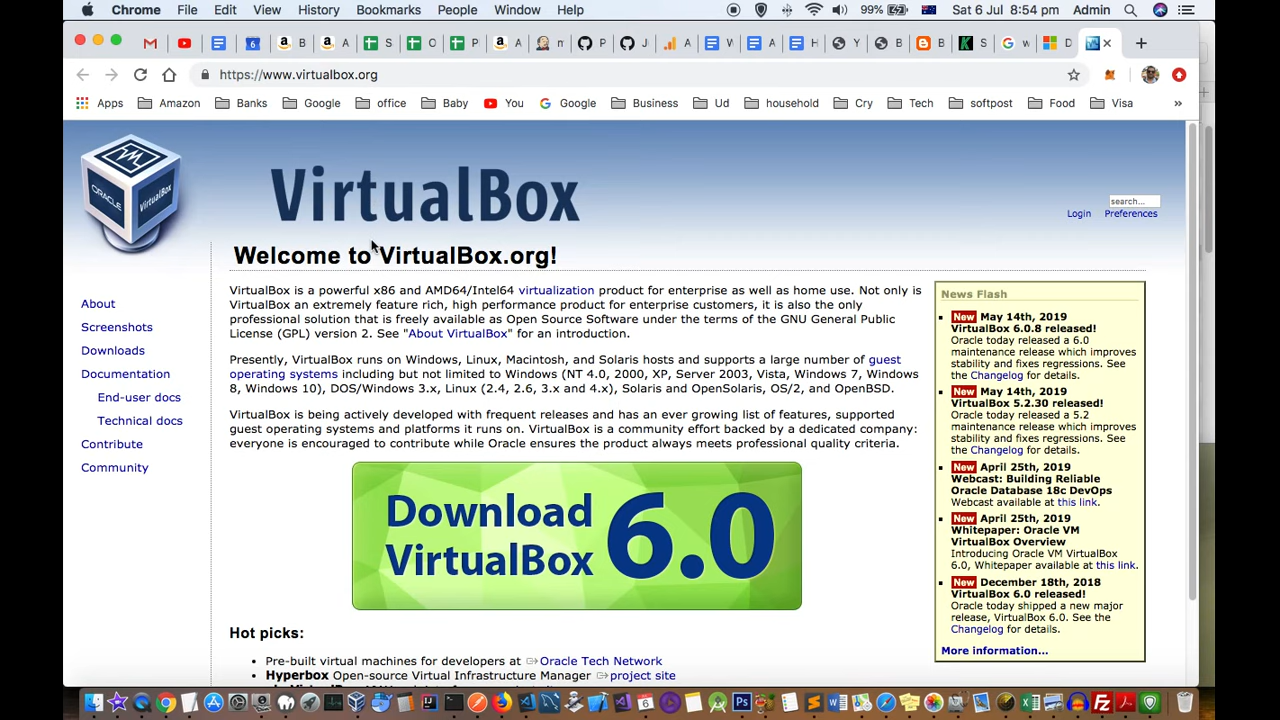 Chrome File Edit View History Bookmarks People Window Help 99% Sat 6 Jul 8:54 pm Admin
6 B A S C F A n P J A W A H Y B B S w D
https://www.virtualbox.org
Apps Amazon Banks Google office Baby You Google Business Ud household Cry Tech softpost Food Visa »
ORACLE VirtualBox
VirtualBox
search...
Login Preferences
Welcome to VirtualBox.org!
About
Screenshots
Downloads
Documentation
End-user docs
Technical docs
Contribute
Community
VirtualBox is a powerful x86 and AMD64/Intel64 virtualization product for enterprise as well as home use. Not only is
VirtualBox an extremely feature rich, high performance product for enterprise customers, it is also the only
professional solution that is freely available as Open Source Software under the terms of the GNU General Public
License (GPL) version 2. See "About VirtualBox" for an introduction.
Presently, VirtualBox runs on Windows, Linux, Macintosh, and Solaris hosts and supports a large number of guest
operating systems including but not limited to Windows (NT 4.0, 2000, XP, Server 2003, Vista, Windows 7, Windows
8, Windows 10), DOS/Windows 3.x, Linux (2.4, 2.6, 3.x and 4.x), Solaris and OpenSolaris, OS/2, and OpenBSD.
VirtualBox is being actively developed with frequent releases and has an ever growing list of features, supported
guest operating systems and platforms it runs on. VirtualBox is a community effort backed by a dedicated company:
everyone is encouraged to contribute while Oracle ensures the product always meets professional quality criteria.
Download
VirtualBox 6.0
Hot picks:
• Pre-built virtual machines for developers at Oracle Tech Network
• Hyperbox Open-source Virtual Infrastructure Manager project site
News Flash
New May 14th, 2019
VirtualBox 6.0.8 released!
Oracle today released a 6.0
maintenance release which improves
stability and fixes regressions. See
the Changelog for details.
New May 14th, 2019
VirtualBox 5.2.30 released!
Oracle today released a 5.2
maintenance release which improves
stability and fixes regressions. See
the Changelog for details.
New April 25th, 2019
Webcast: Building Reliable
Oracle Database 18c DevOps
Webcast available at this link.
New April 25th, 2019
Whitepaper: Oracle VM
VirtualBox Overview
Introducing Oracle VM VirtualBox
6.0, Whitepaper available at this link.
New December 18th, 2018
VirtualBox 6.0 released!
Oracle today shipped a new major
release, VirtualBox 6.0. See the
Changelog for details.
More information...